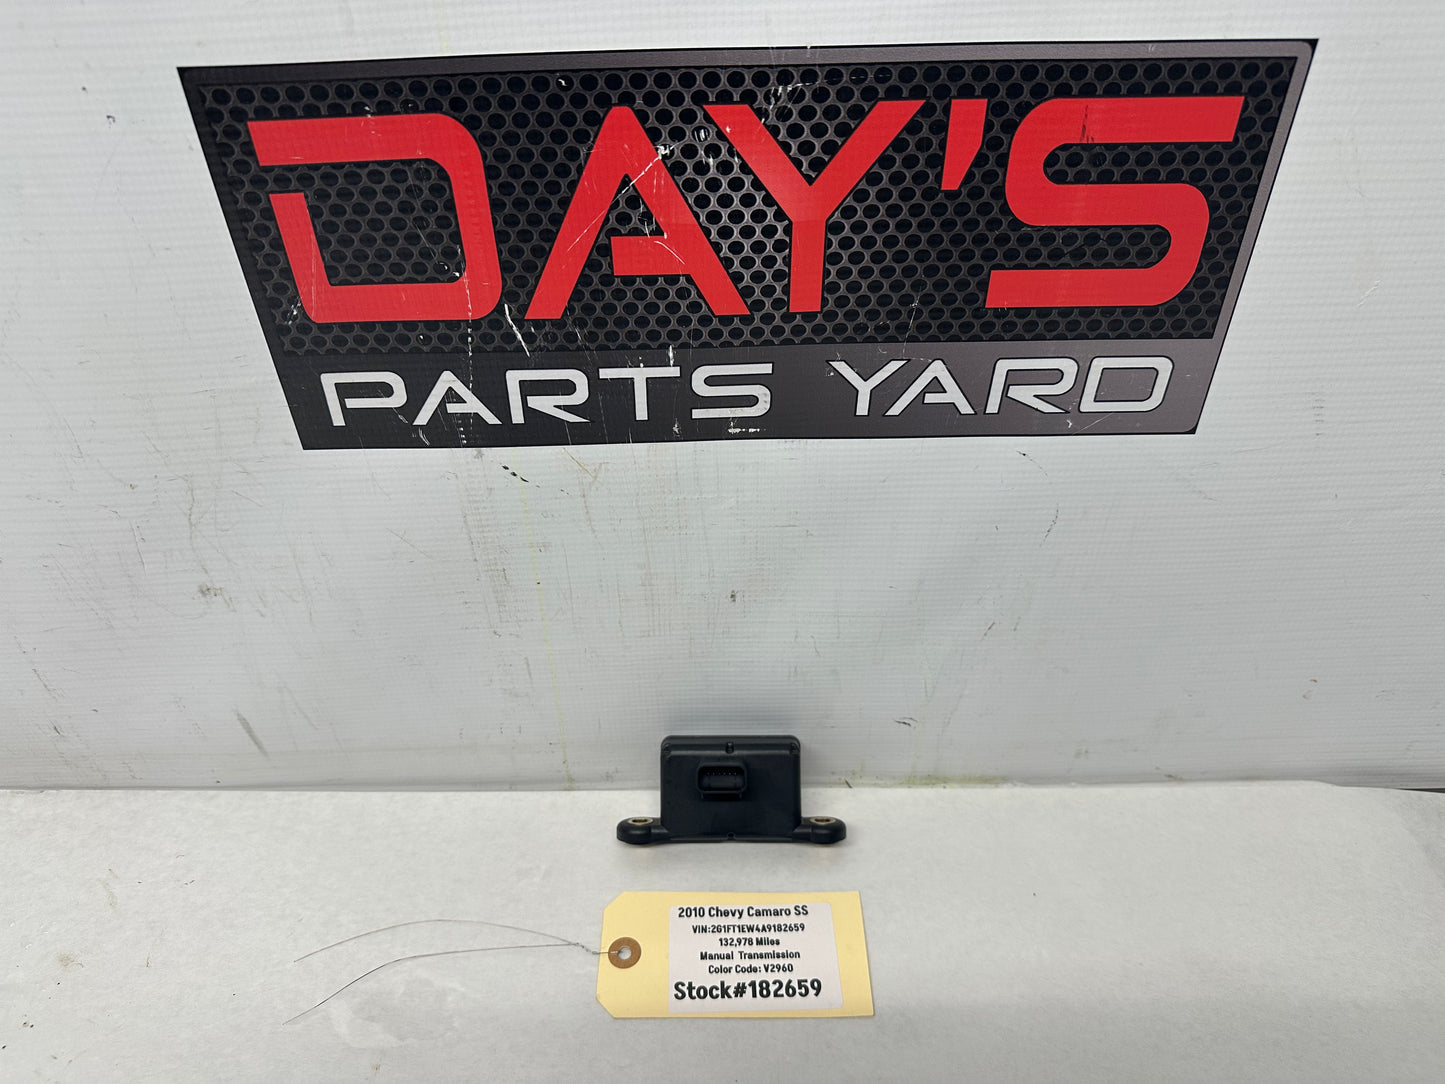 DAY'S
PARTS YARD
2010 Chevy Camaro SS
VIN:2G1FT1EW4A9182659
132,978 Miles
Manual Transmission
Color Code: V2960
Stock#182659